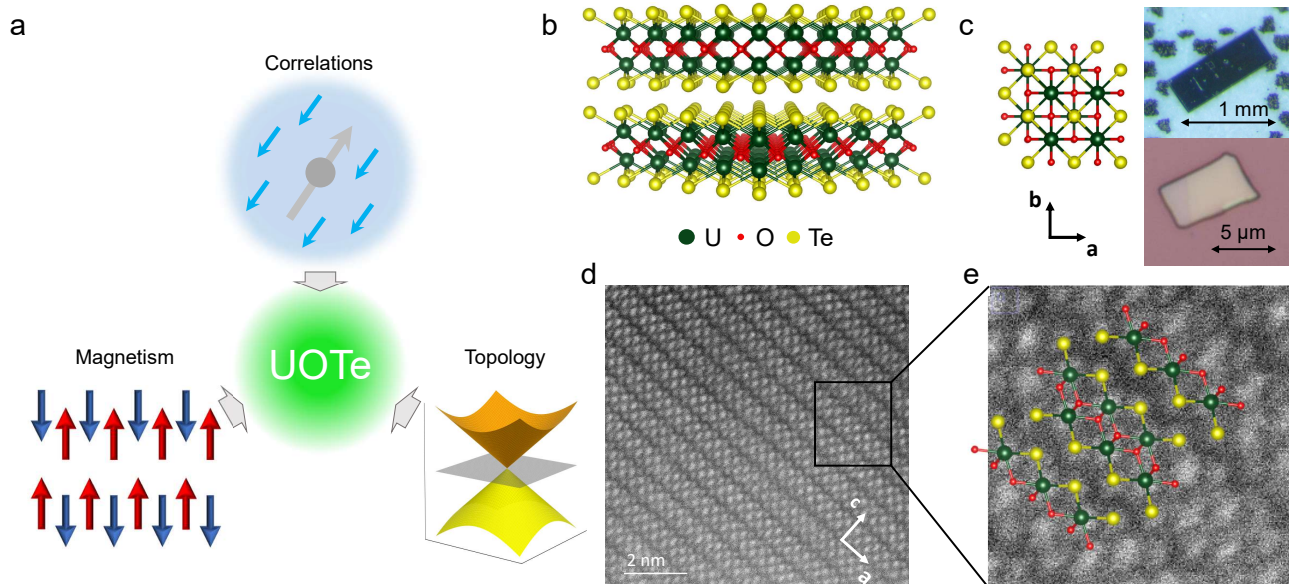 a
Correlations
UOTe
Magnetism
Topology
b
U O Te
c
1 mm
5 μm
b
a
d
2 nm
c
a
e